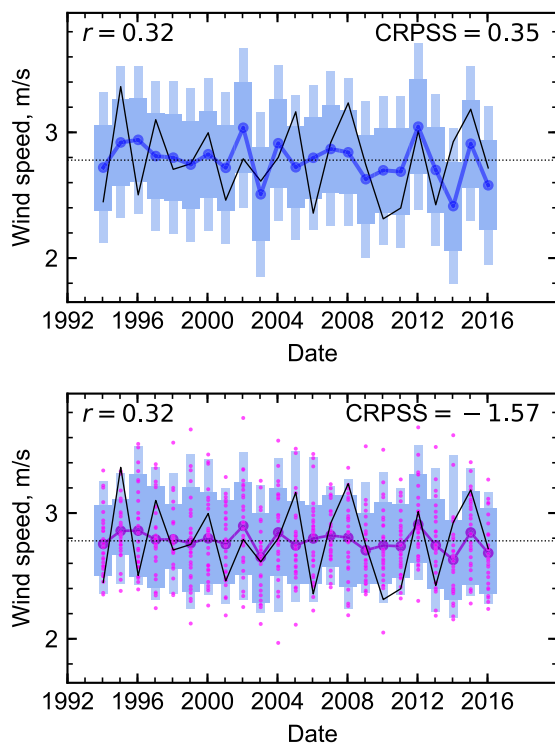 r = 0.32 CRPSS = 0.35
Wind speed, m/s
3
2
1992 1996 2000 2004 2008 2012 2016
Date
r = 0.32 CRPSS = −1.57
Wind speed, m/s
3
2
1992 1996 2000 2004 2008 2012 2016
Date